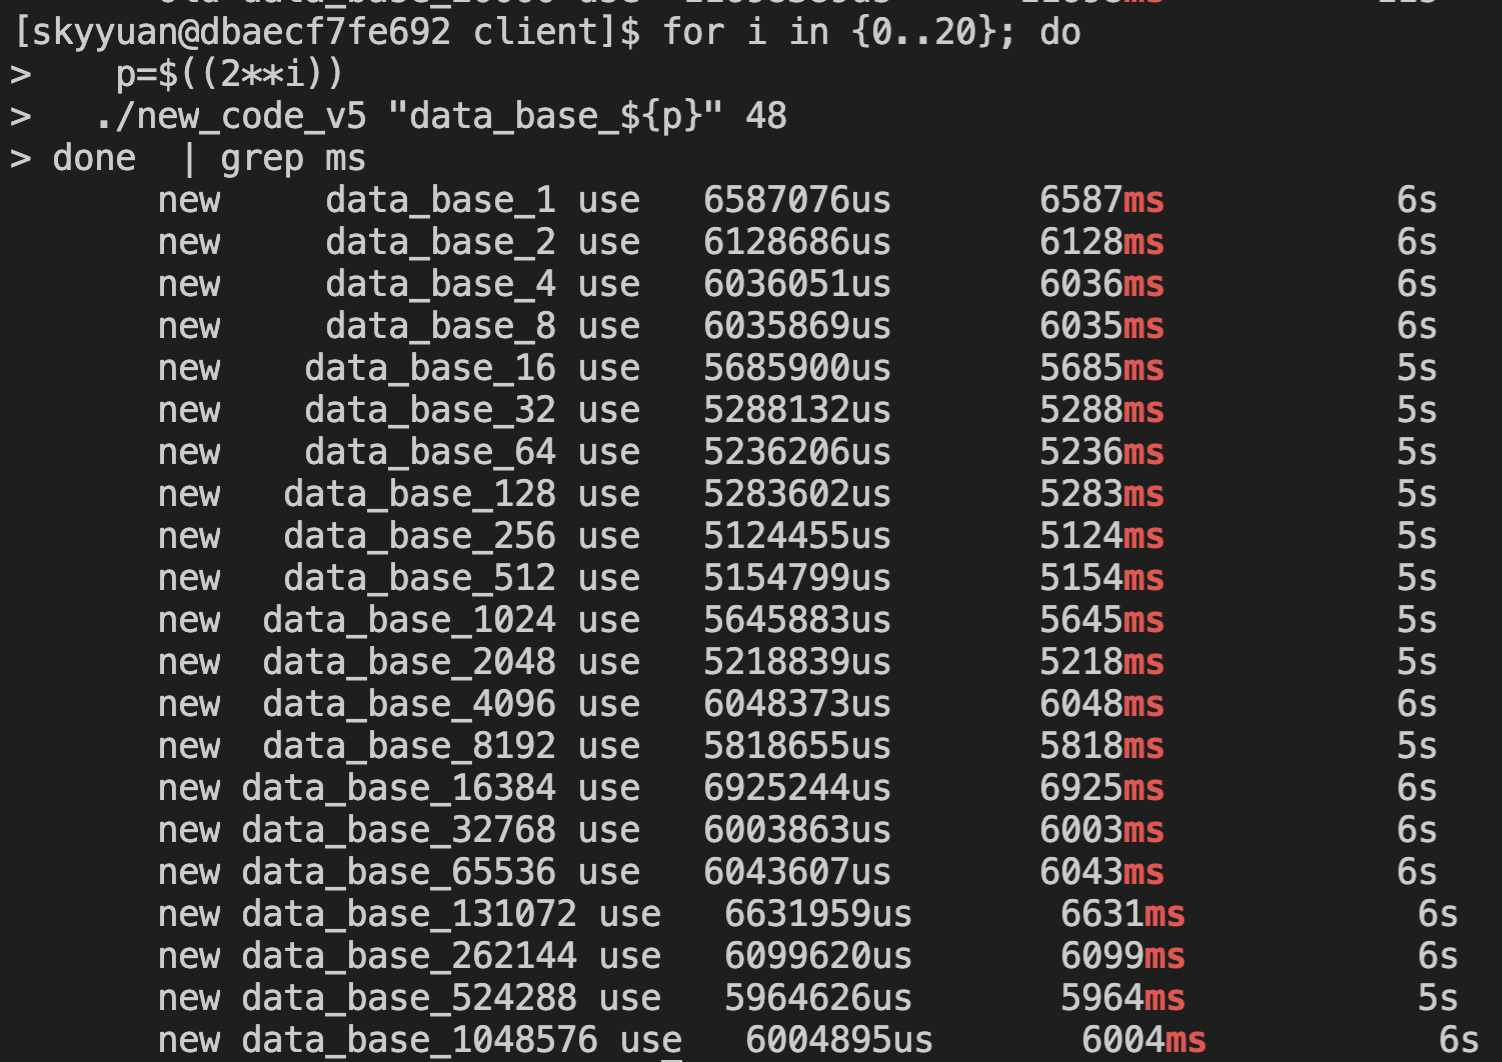 [skyyuan@dbaecf7fe692 client]$ for i in {0..20}; do
>    p=$((2**i))
>   ./new_code_v5 "data_base_${p}" 48
> done  | grep ms
new     data_base_1 use   6587076us       6587ms           6s
new     data_base_2 use   6128686us       6128ms           6s
new     data_base_4 use   6036051us       6036ms           6s
new     data_base_8 use   6035869us       6035ms           6s
new    data_base_16 use   5685900us       5685ms           5s
new    data_base_32 use   5288132us       5288ms           5s
new    data_base_64 use   5236206us       5236ms           5s
new   data_base_128 use   5283602us       5283ms           5s
new   data_base_256 use   5124455us       5124ms           5s
new   data_base_512 use   5154799us       5154ms           5s
new  data_base_1024 use   5645883us       5645ms           5s
new  data_base_2048 use   5218839us       5218ms           5s
new  data_base_4096 use   6048373us       6048ms           6s
new  data_base_8192 use   5818655us       5818ms           5s
new data_base_16384 use   6925244us       6925ms           6s
new data_base_32768 use   6003863us       6003ms           6s
new data_base_65536 use   6043607us       6043ms           6s
new data_base_131072 use   6631959us       6631ms           6s
new data_base_262144 use   6099620us       6099ms           6s
new data_base_524288 use   5964626us       5964ms           5s
new data_base_1048576 use   6004895us       6004ms           6s